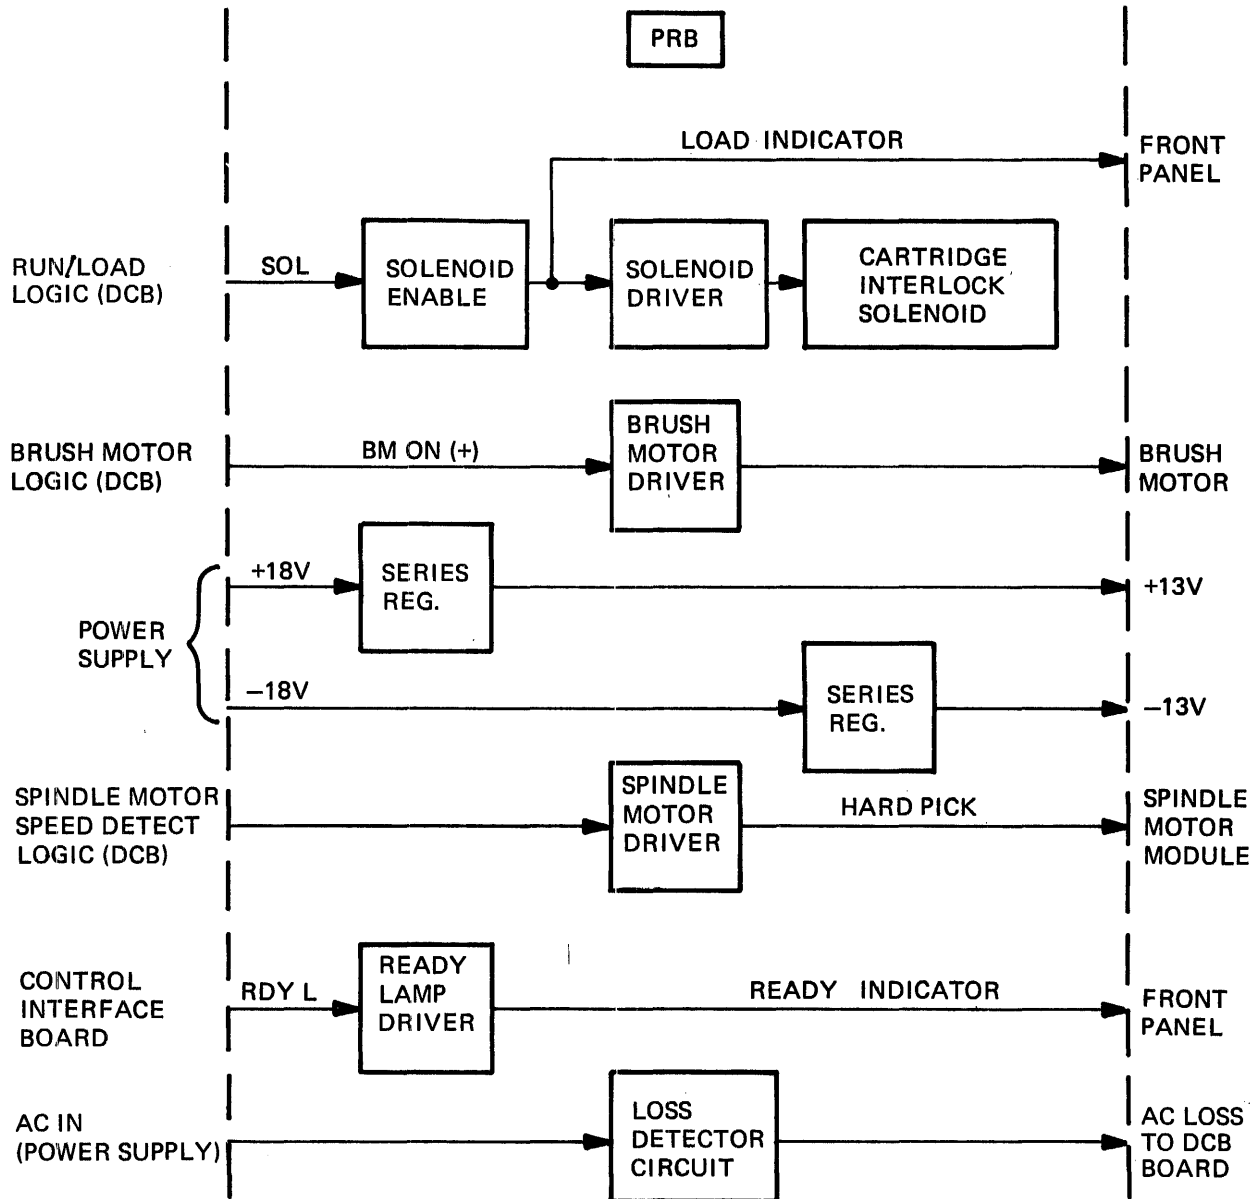 PRB
LOAD INDICATOR
FRONT
PANEL
RUN/LOAD
LOGIC (DCB)
SOL
SOLENOID
ENABLE
SOLENOID
DRIVER
CARTRIDGE
INTERLOCK
SOLENOID
BRUSH MOTOR
LOGIC (DCB)
BM ON (+)
BRUSH
MOTOR
DRIVER
BRUSH
MOTOR
POWER
SUPPLY
+18V
SERIES
REG.
+13V
−18V
SERIES
REG.
−13V
SPINDLE MOTOR
SPEED DETECT
LOGIC (DCB)
SPINDLE
MOTOR
DRIVER
HARD PICK
SPINDLE
MOTOR
MODULE
CONTROL
INTERFACE
BOARD
RDY L
READY
LAMP
DRIVER
READY INDICATOR
FRONT
PANEL
AC IN
(POWER SUPPLY)
LOSS
DETECTOR
CIRCUIT
AC LOSS
TO DCB
BOARD